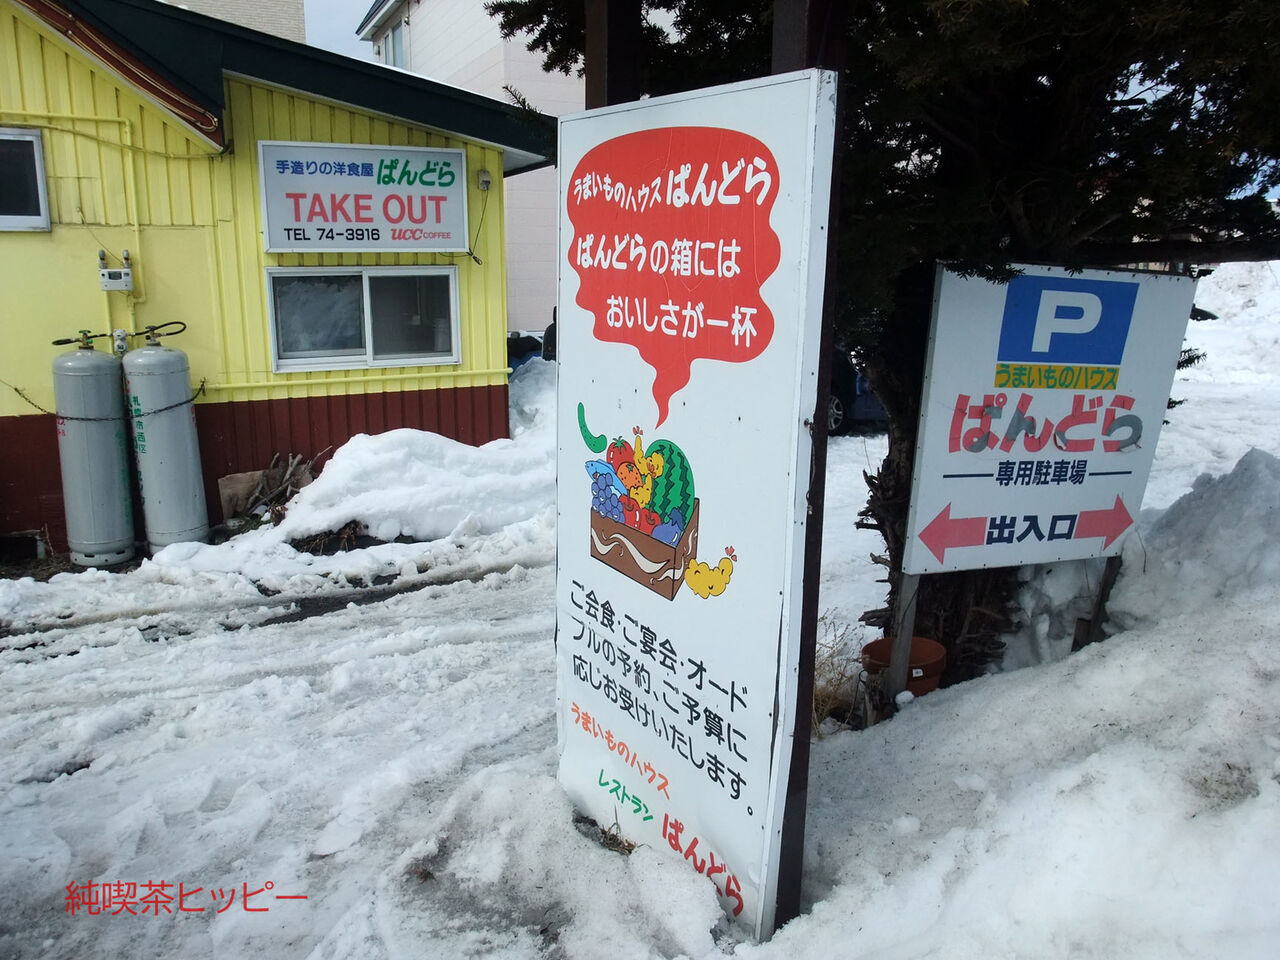 手造りの洋食屋 ぱんどら
TAKE OUT
TEL 74-3916 UCC COFFEE
うまいものハウス ぱんどら
ぱんどらの箱には
おいしさが一杯
ご会食・ご宴会・オード
ブルの予約、ご予算に
応じお受けいたします。
うまいものハウス
レストラン ぱんどら
P
うまいものハウス
ぱんどら
専用駐車場
出入口
札幌市西区
純喫茶ヒッピー